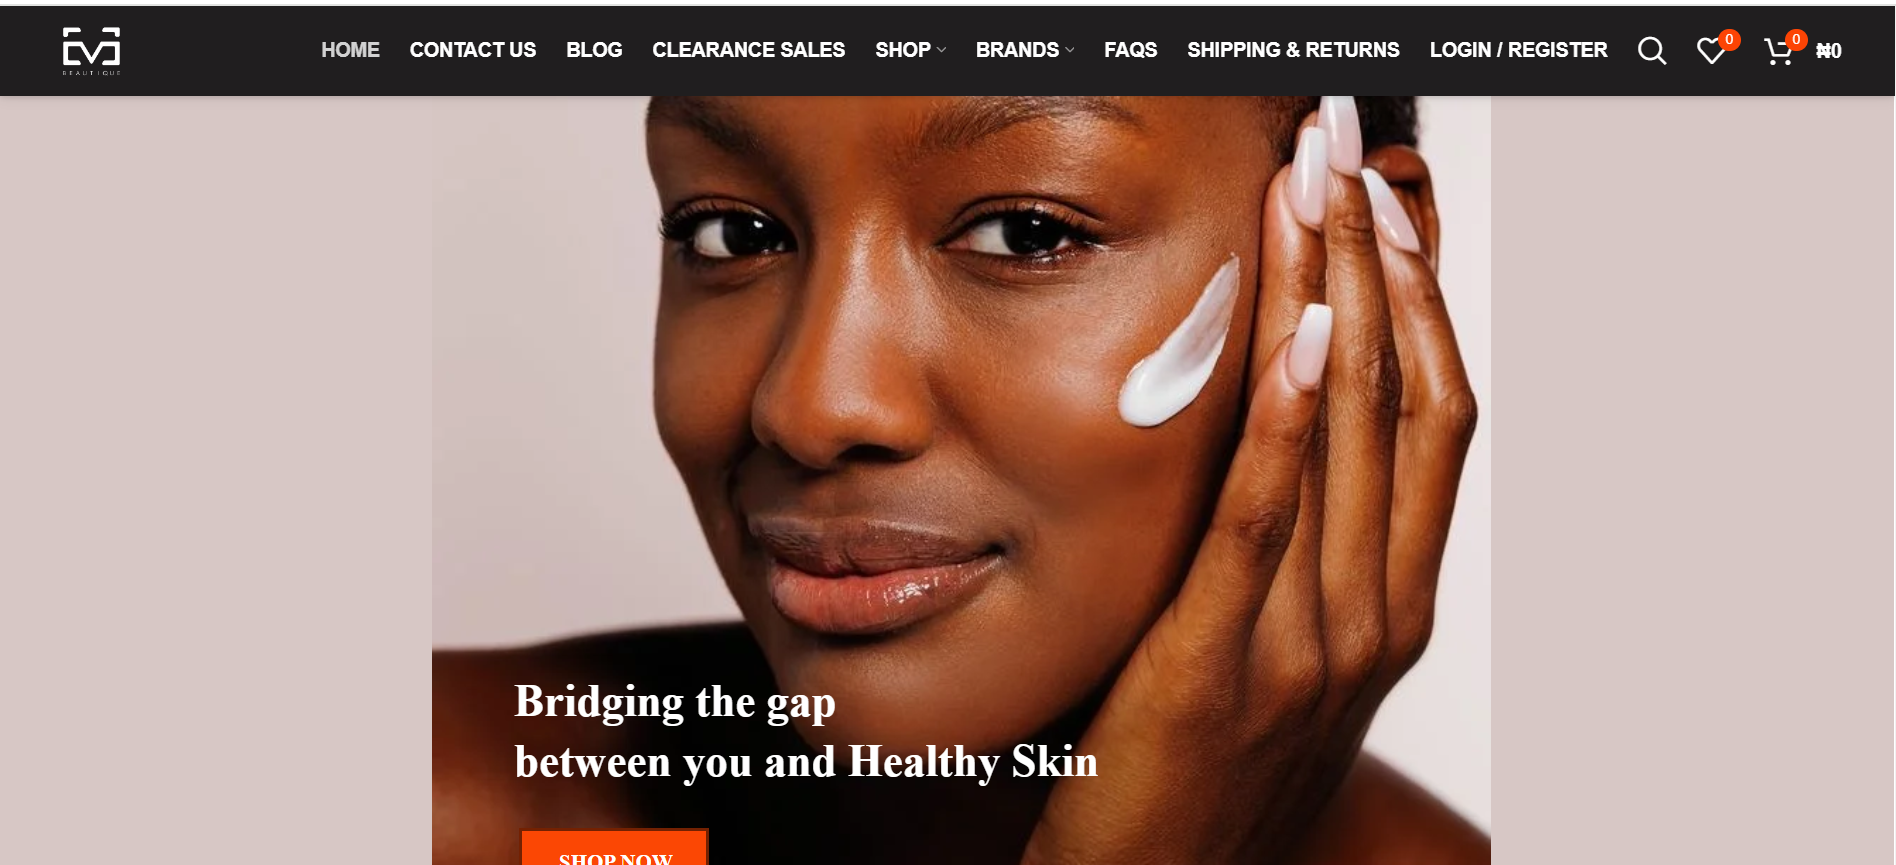 BEAUTIQUE
HOME CONTACT US BLOG CLEARANCE SALES SHOP BRANDS FAQS SHIPPING & RETURNS LOGIN / REGISTER 0 0 ₦0
Bridging the gap
between you and Healthy Skin
SHOP NOW